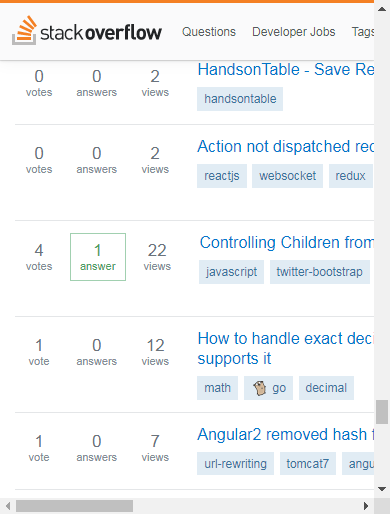 stackoverflow Questions Developer Jobs Tags
0 votes 0 answers 2 views HandsonTable - Save Re
handsontable
0 votes 0 answers 2 views Action not dispatched
reactjs websocket redux
4 votes 1 answer 22 views Controlling Children from
javascript twitter-bootstrap
1 vote 0 answers 12 views How to handle exact deci
supports it
math go decimal
1 vote 0 answers 7 views Angular2 removed hash
url-rewriting tomcat7 angu